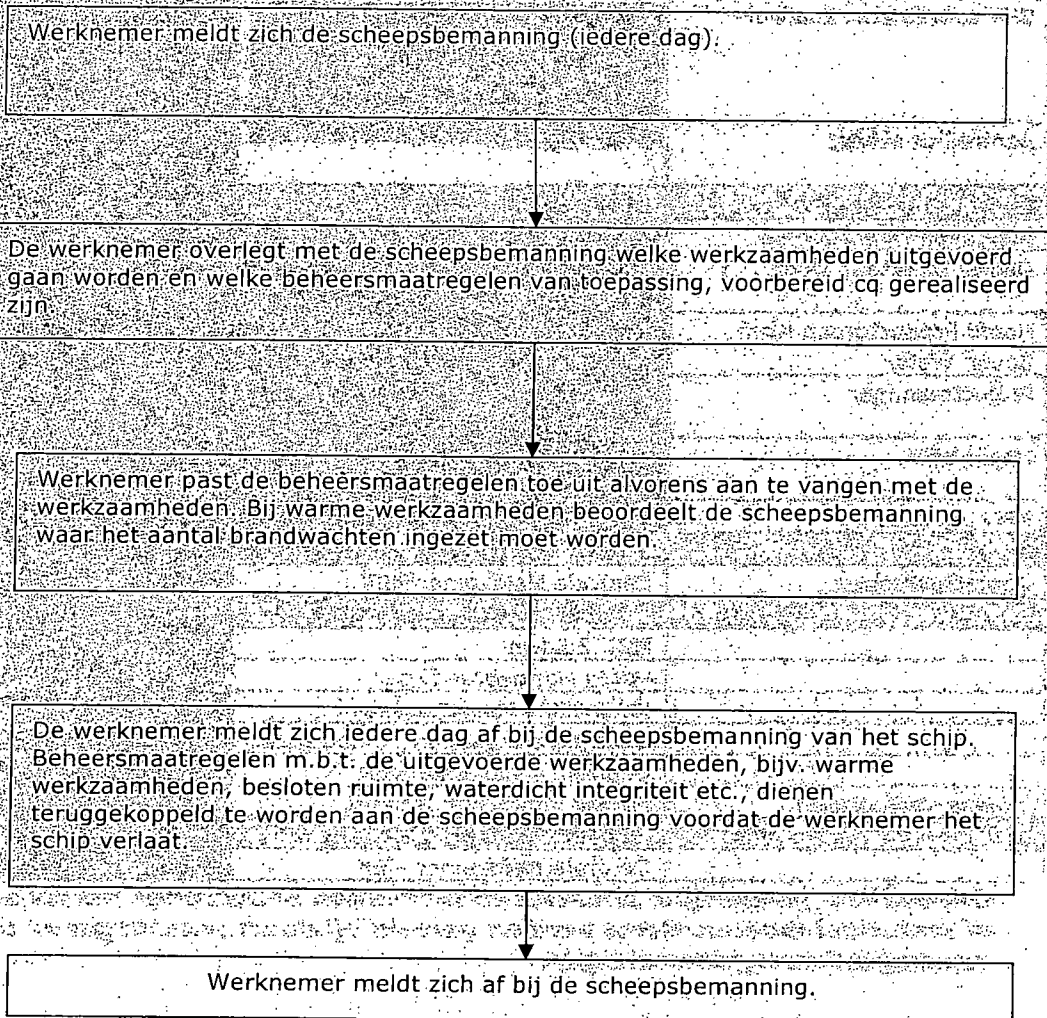 Werknemer meldt zich de scheepsbemanning (iedere dag).
De werknemer overlegt met de scheepsbemanning welke werkzaamheden uitgevoerd
gaan worden en welke beheersmaatregelen van toepassing, voorbereid cq gerealiseerd
zijn.
Werknemer past de beheersmaatregelen toe uit alvorens aan te vangen met de
werkzaamheden. Bij warme werkzaamheden beoordeelt de scheepsbemanning
waar het aantal brandwachten ingezet moet worden.
De werknemer meldt zich iedere dag af bij de scheepsbemanning van het schip.
Beheersmaatregelen m.b.t. de uitgevoerde werkzaamheden, bijv. warme
werkzaamheden, besloten ruimte, waterdicht integriteit etc., dienen
teruggekoppeld te worden aan de scheepsbemanning voordat de werknemer het
schip verlaat.
Werknemer meldt zich af bij de scheepsbemanning.